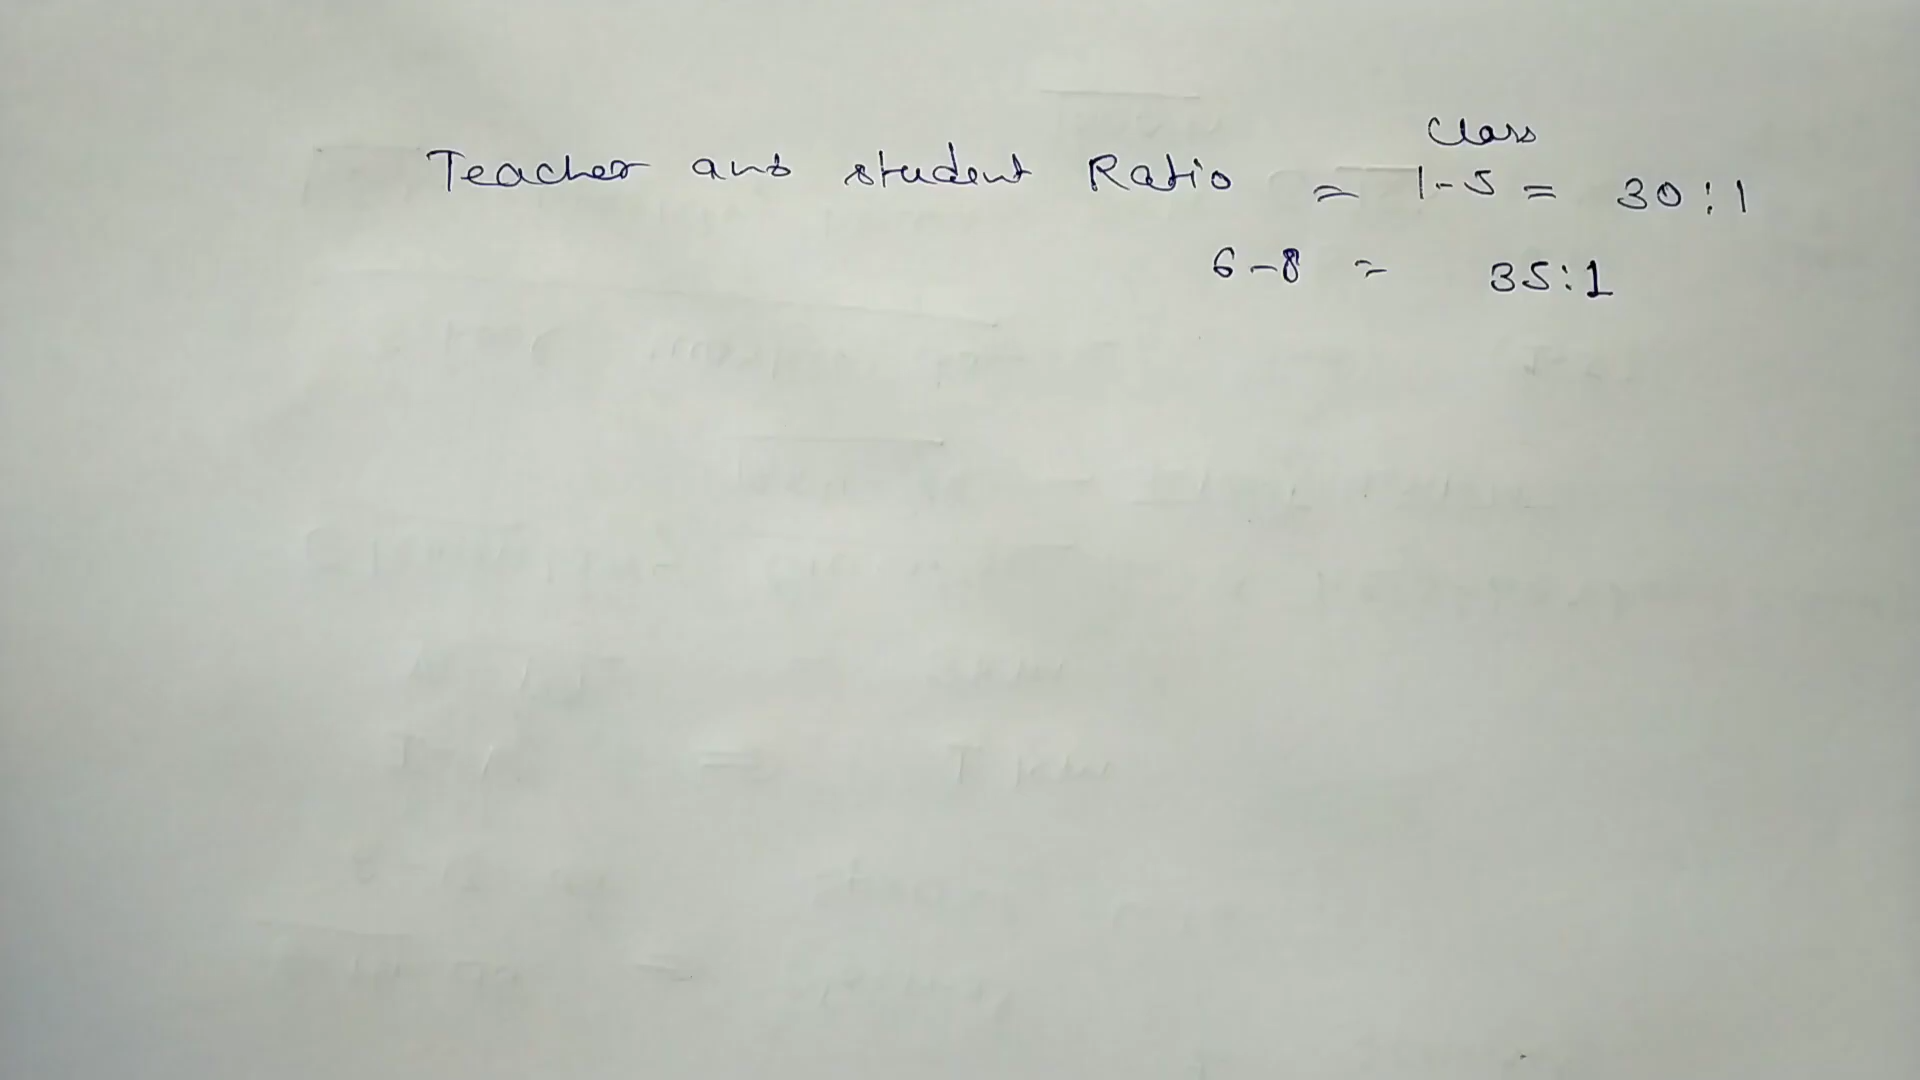 Class
Teacher and student Ratio = 1-5 = 30:1
6-8 = 35:1